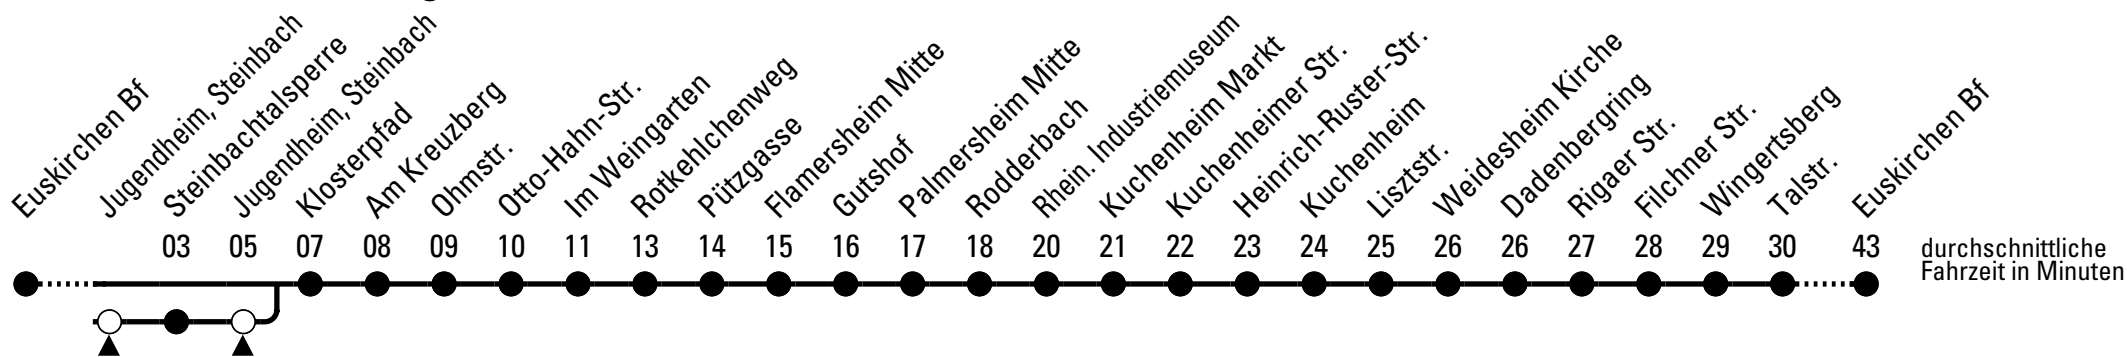 Euskirchen Bf
Jugendheim, Steinbach
Steinbachtalsperre
Jugendheim, Steinbach
Klosterpfad
Am Kreuzberg
Ohmstr.
Otto-Hahn-Str.
Im Weingarten
Rotkehlchenweg
Pützgasse
Flamersheim Mitte
Gutshof
Palmersheim Mitte
Rodderbach
Rhein. Industriemuseum
Kuchenheim Markt
Kuchenheimer Str.
Heinrich-Ruster-Str.
Kuchenheim
Lisztstr.
Weidesheim Kirche
Dadenbergring
Rigaer Str.
Filchner Str.
Wingertsberg
Talstr.
Euskirchen Bf
03 05 07 08 09 10 11 13 14 15 16 17 18 20 21 22 23 24 25 26 26 27 28 29 30 43
durchschnittliche
Fahrzeit in Minuten